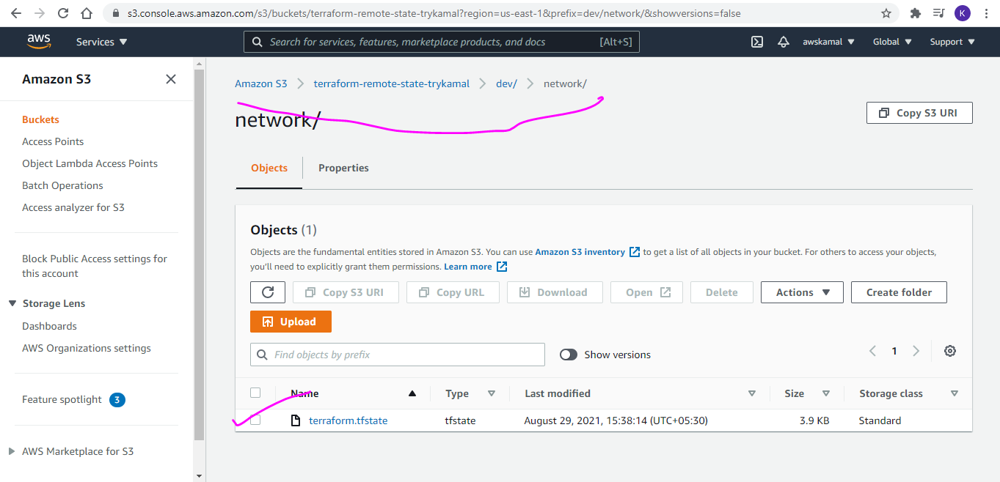 s3.console.aws.amazon.com/s3/buckets/terraform-remote-state-trykamal?region=us-east-1&prefix=dev/network/&showversions=false
K
aws
Services
Search for services, features, marketplace products, and docs
[Alt+S]
awskamal
Global
Support
Amazon S3
Buckets
Access Points
Object Lambda Access Points
Batch Operations
Access analyzer for S3
Block Public Access settings for
this account
Storage Lens
Dashboards
AWS Organizations settings
Feature spotlight 3
AWS Marketplace for S3
Amazon S3 terraform-remote-state-trykamal dev/ network/
network/
Copy S3 URI
Objects Properties
Objects (1)
Objects are the fundamental entities stored in Amazon S3. You can use Amazon S3 inventory to get a list of all objects in your bucket. For others to access your objects,
you'll need to explicitly grant them permissions. Learn more
Copy S3 URI Copy URL Download Open Delete Actions Create folder
Upload
Find objects by prefix Show versions 1
Name Type Last modified Size Storage class
terraform.tfstate tfstate August 29, 2021, 15:38:14 (UTC+05:30) 3.9 KB Standard